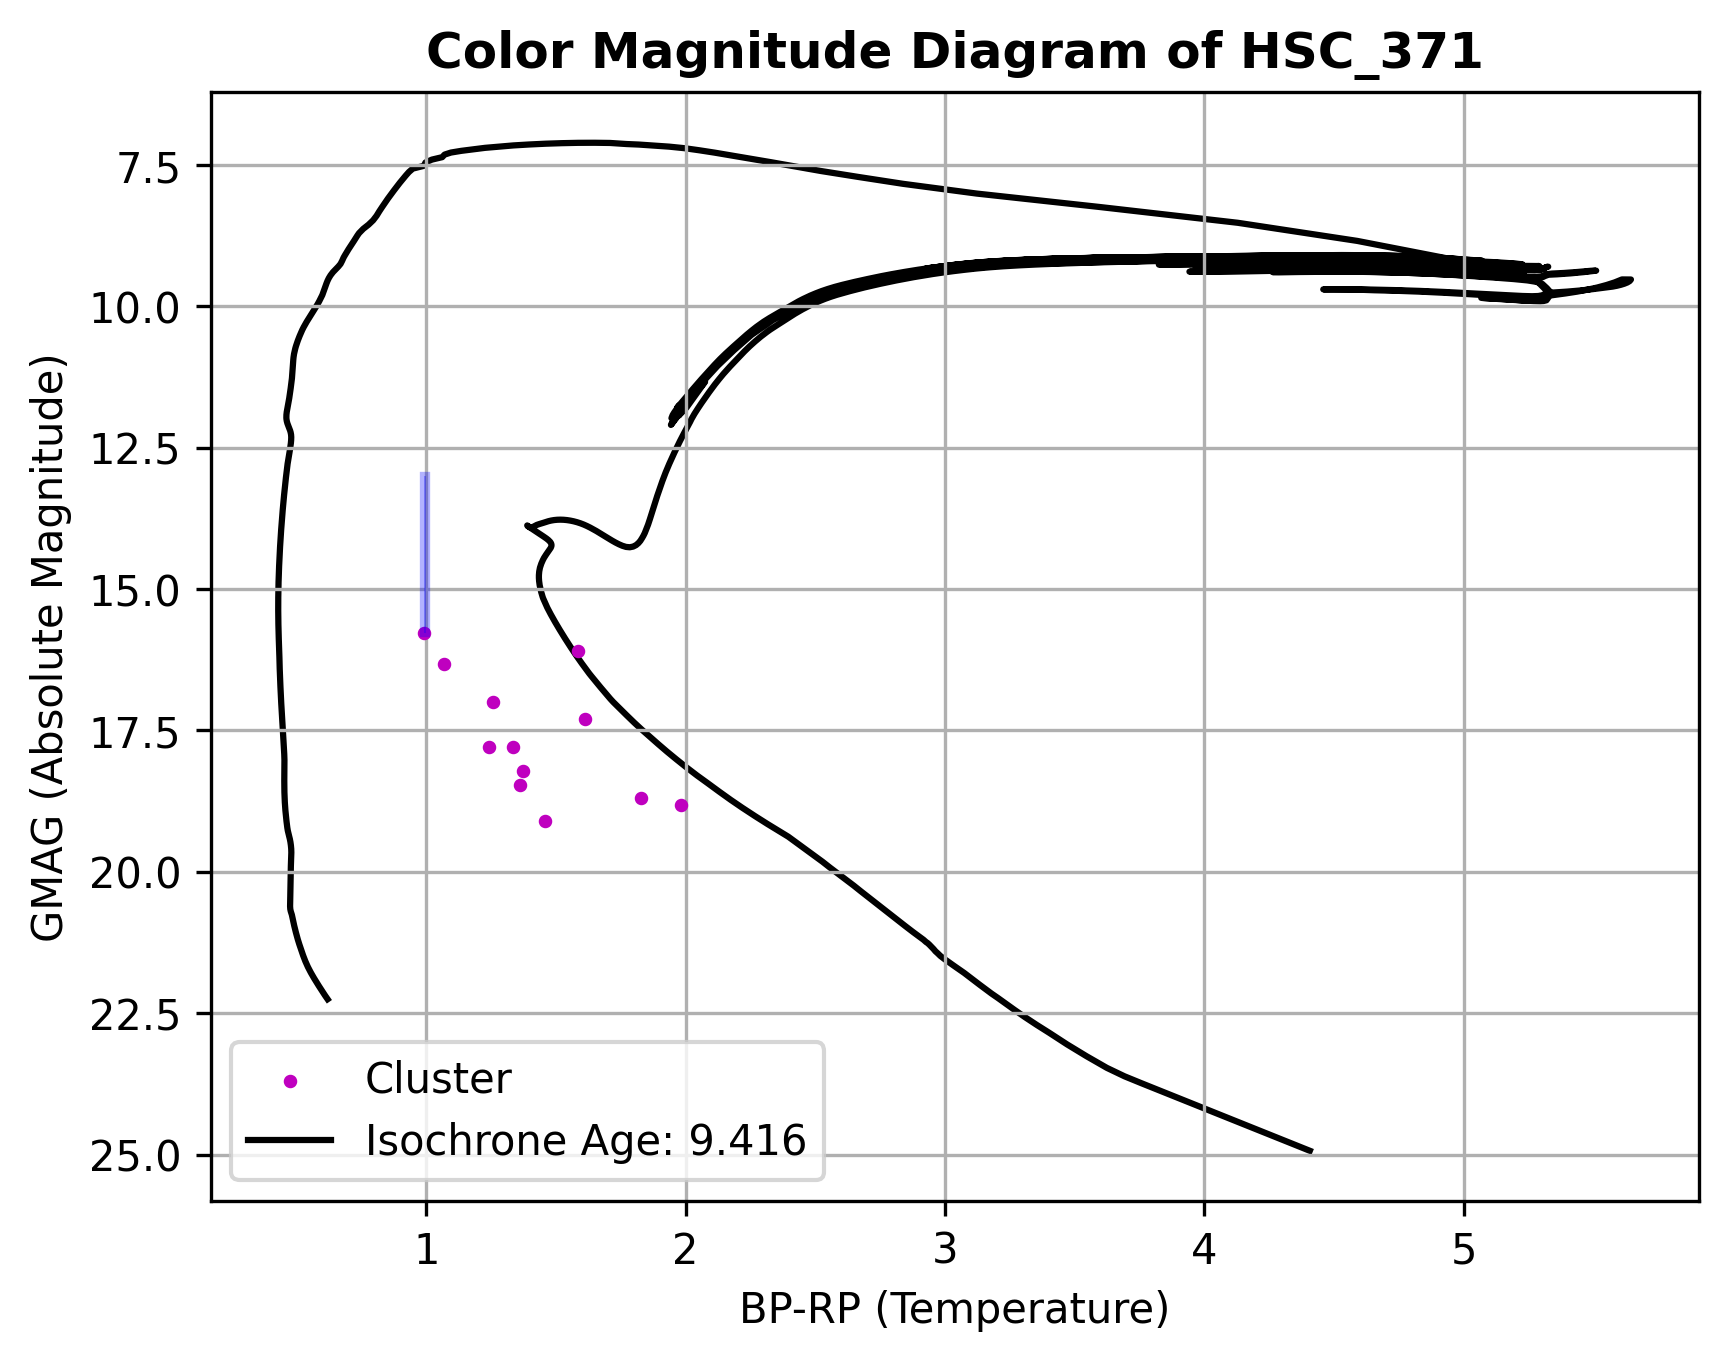 Color Magnitude Diagram of HSC_371
GMAG (Absolute Magnitude)
7.5
10.0
12.5
15.0
17.5
20.0
22.5
25.0
Cluster
Isochrone Age: 9.416
1 2 3 4 5
BP-RP (Temperature)